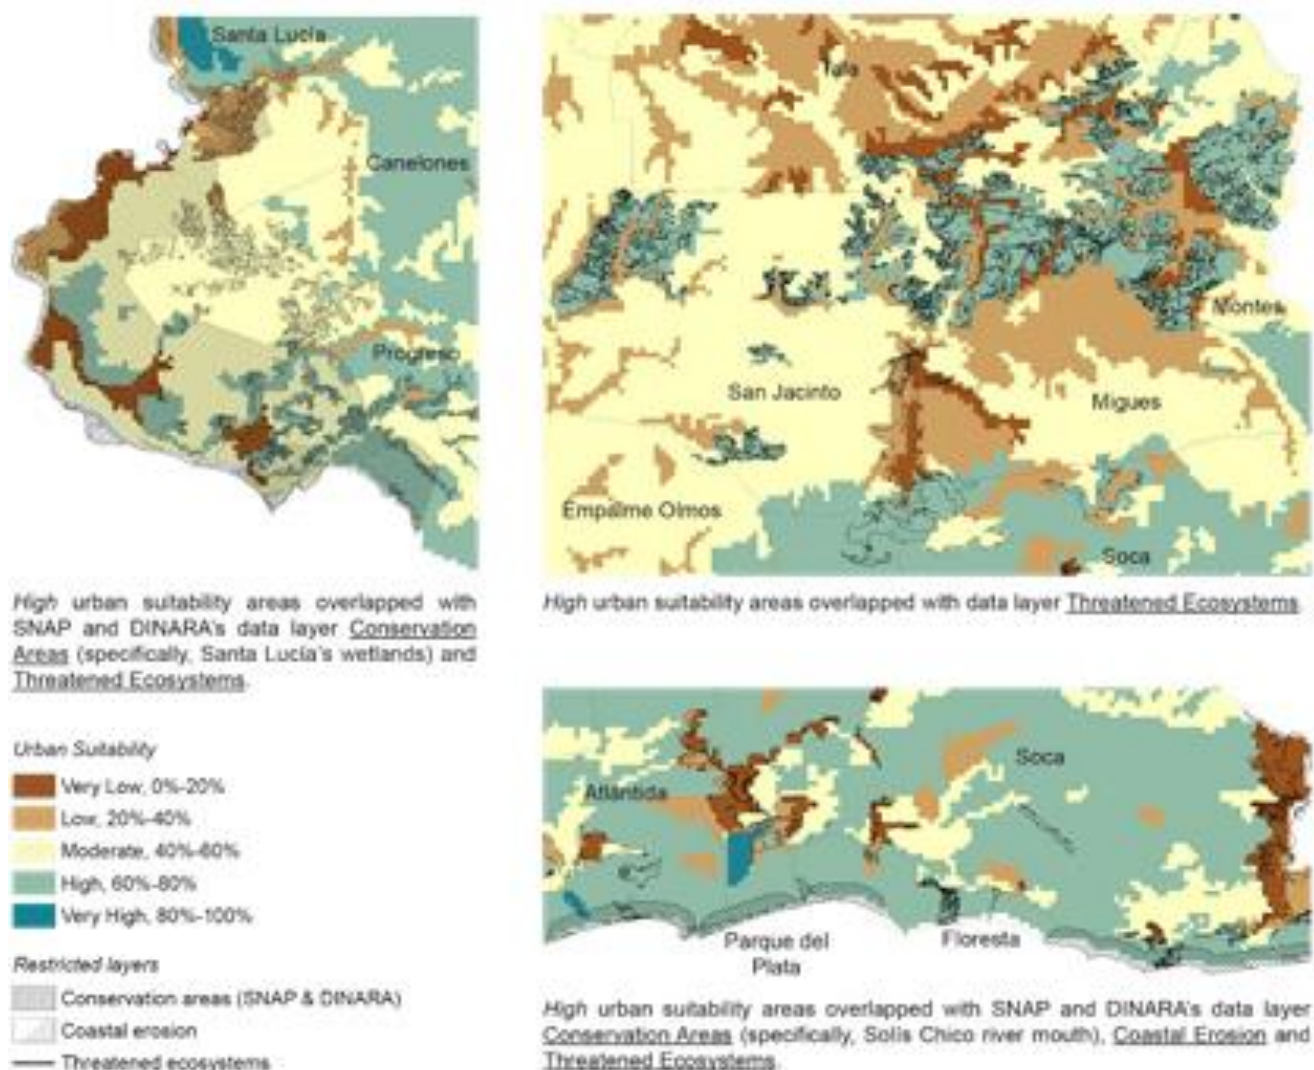 Santa Lucía
Canelones
Progreso
High urban suitability areas overlapped with
SNAP and DINARA's data layer Conservation
Areas (specifically, Santa Lucía's wetlands) and
Threatened Ecosystems.
Tala
Montes
San Jacinto
Migues
Empalme Olmos
Soca
High urban suitability areas overlapped with data layer Threatened Ecosystems.
Urban Suitability
Very Low, 0%-20%
Low, 20%-40%
Moderate, 40%-60%
High, 60%-80%
Very High, 80%-100%
Restricted layers
Conservation areas (SNAP & DINARA)
Coastal erosion
Threatened ecosystems
Soca
Atlántida
Parque del
Plata
Floresta
High urban suitability areas overlapped with SNAP and DINARA's data layer
Conservation Areas (specifically, Solís Chico river mouth), Coastal Erosion and
Threatened Ecosystems.